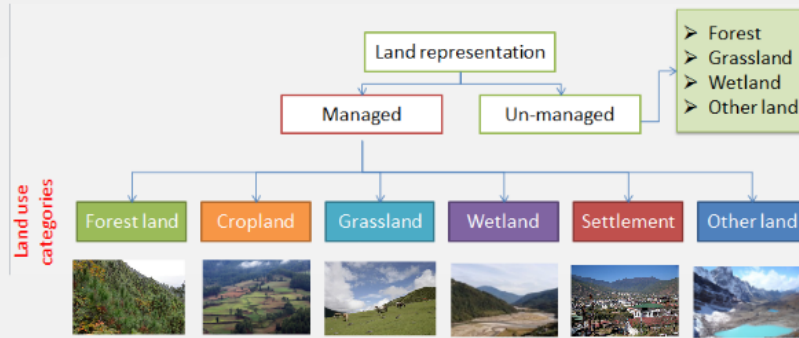 Land representation
Managed
Un-managed
➢ Forest
➢ Grassland
➢ Wetland
➢ Other land
Land use
categories
Forest land
Cropland
Grassland
Wetland
Settlement
Other land